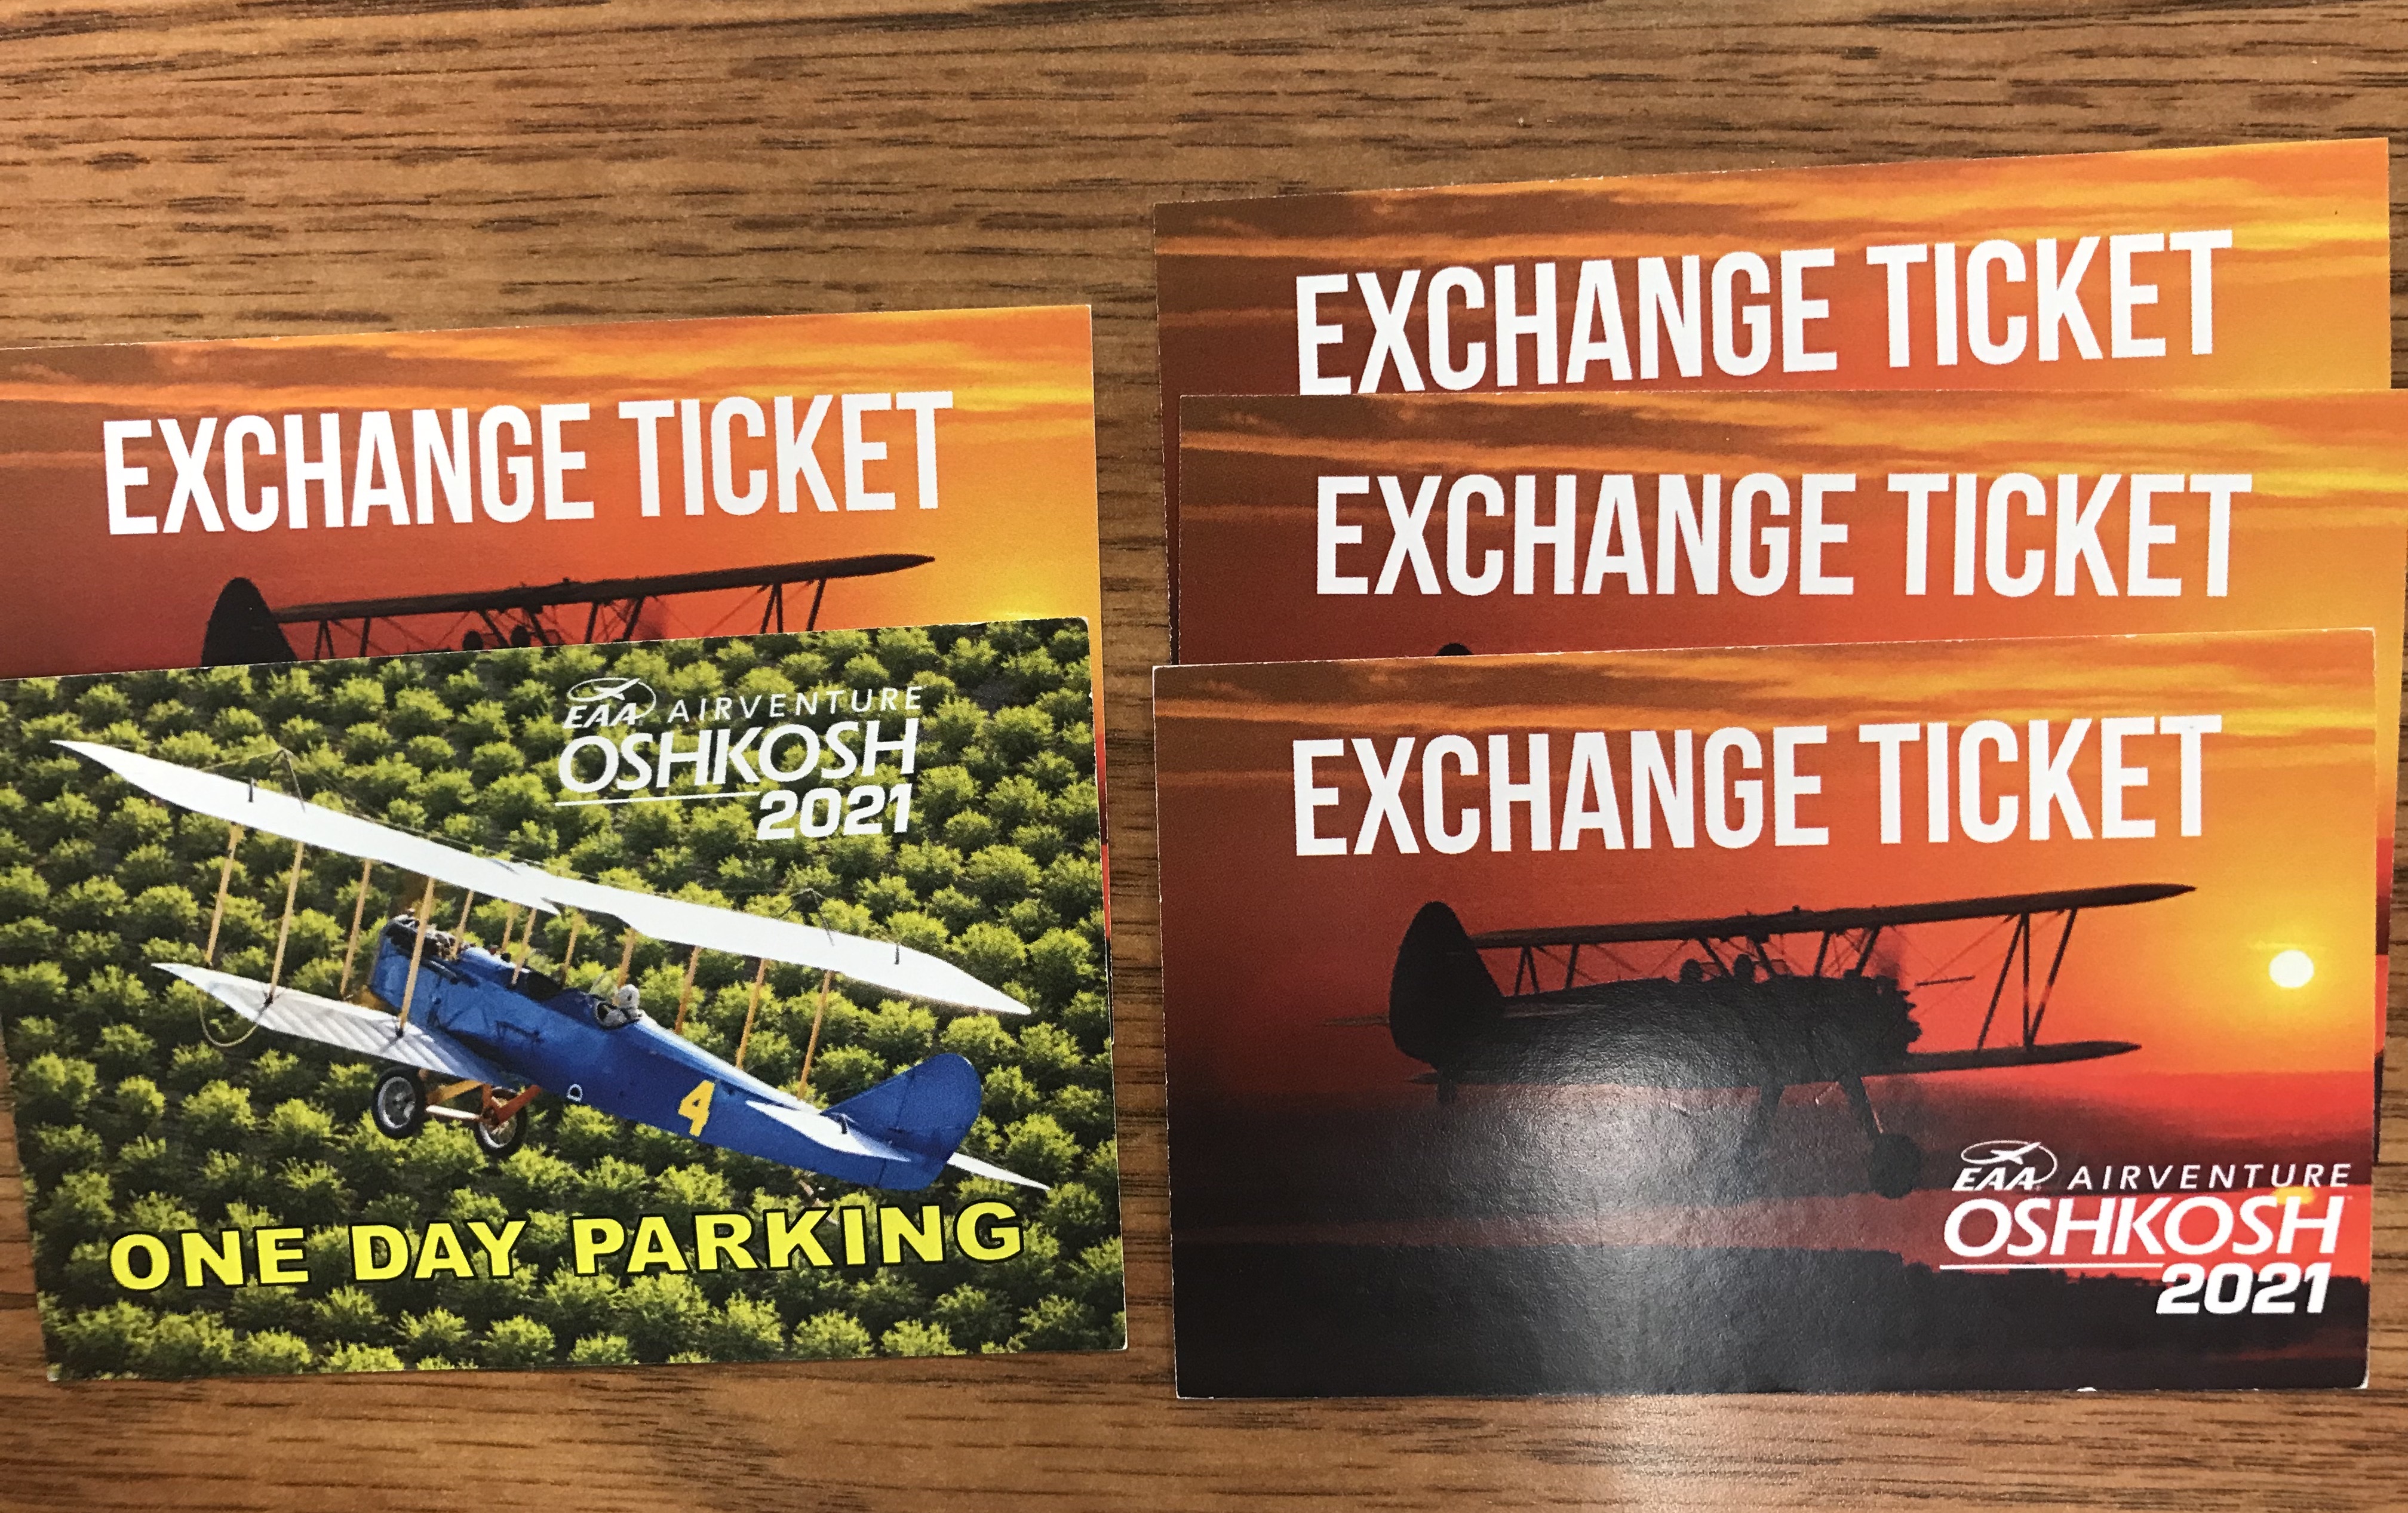 EXCHANGE TICKET
EAA AIRVENTURE
OSHKOSH
2021
D
4
ONE DAY PARKING
EXCHANGE TICKET
EXCHANGE TICKET
EXCHANGE TICKET
EAA AIRVENTURE
OSHKOSH
2021